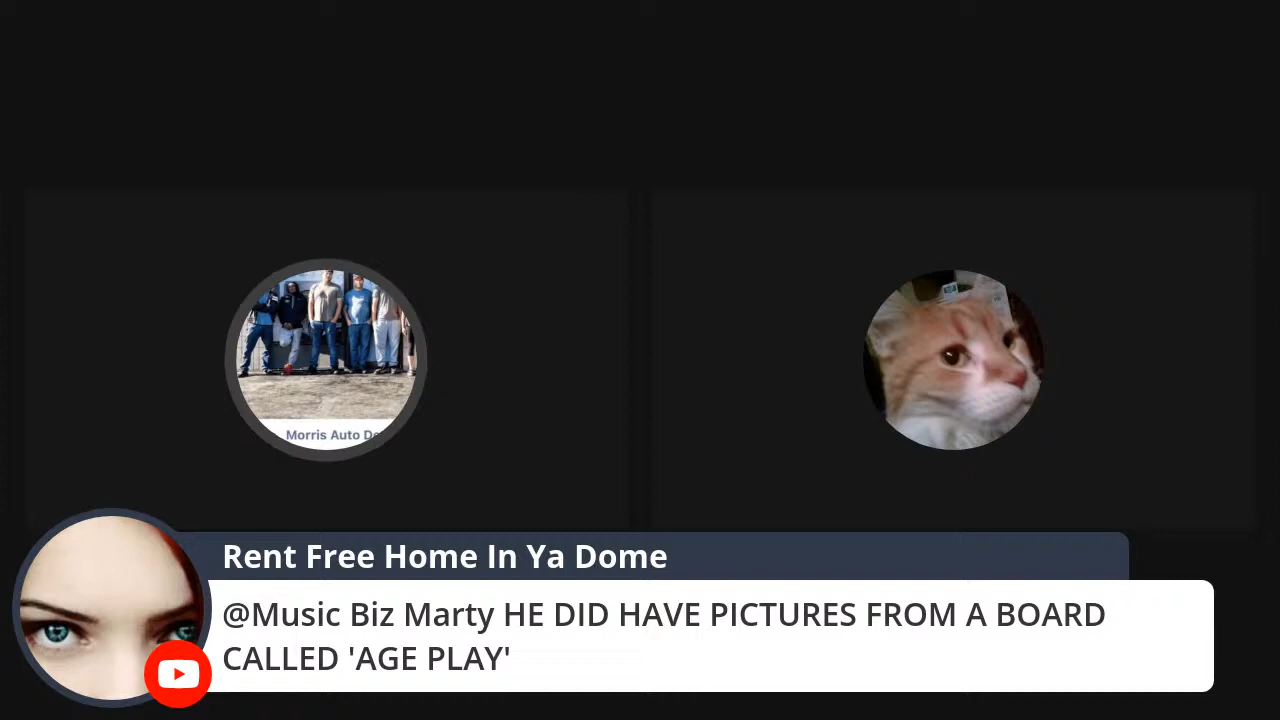 Morris Auto
Rent Free Home In Ya Dome
@Music Biz Marty HE DID HAVE PICTURES FROM A BOARD
CALLED 'AGE PLAY'